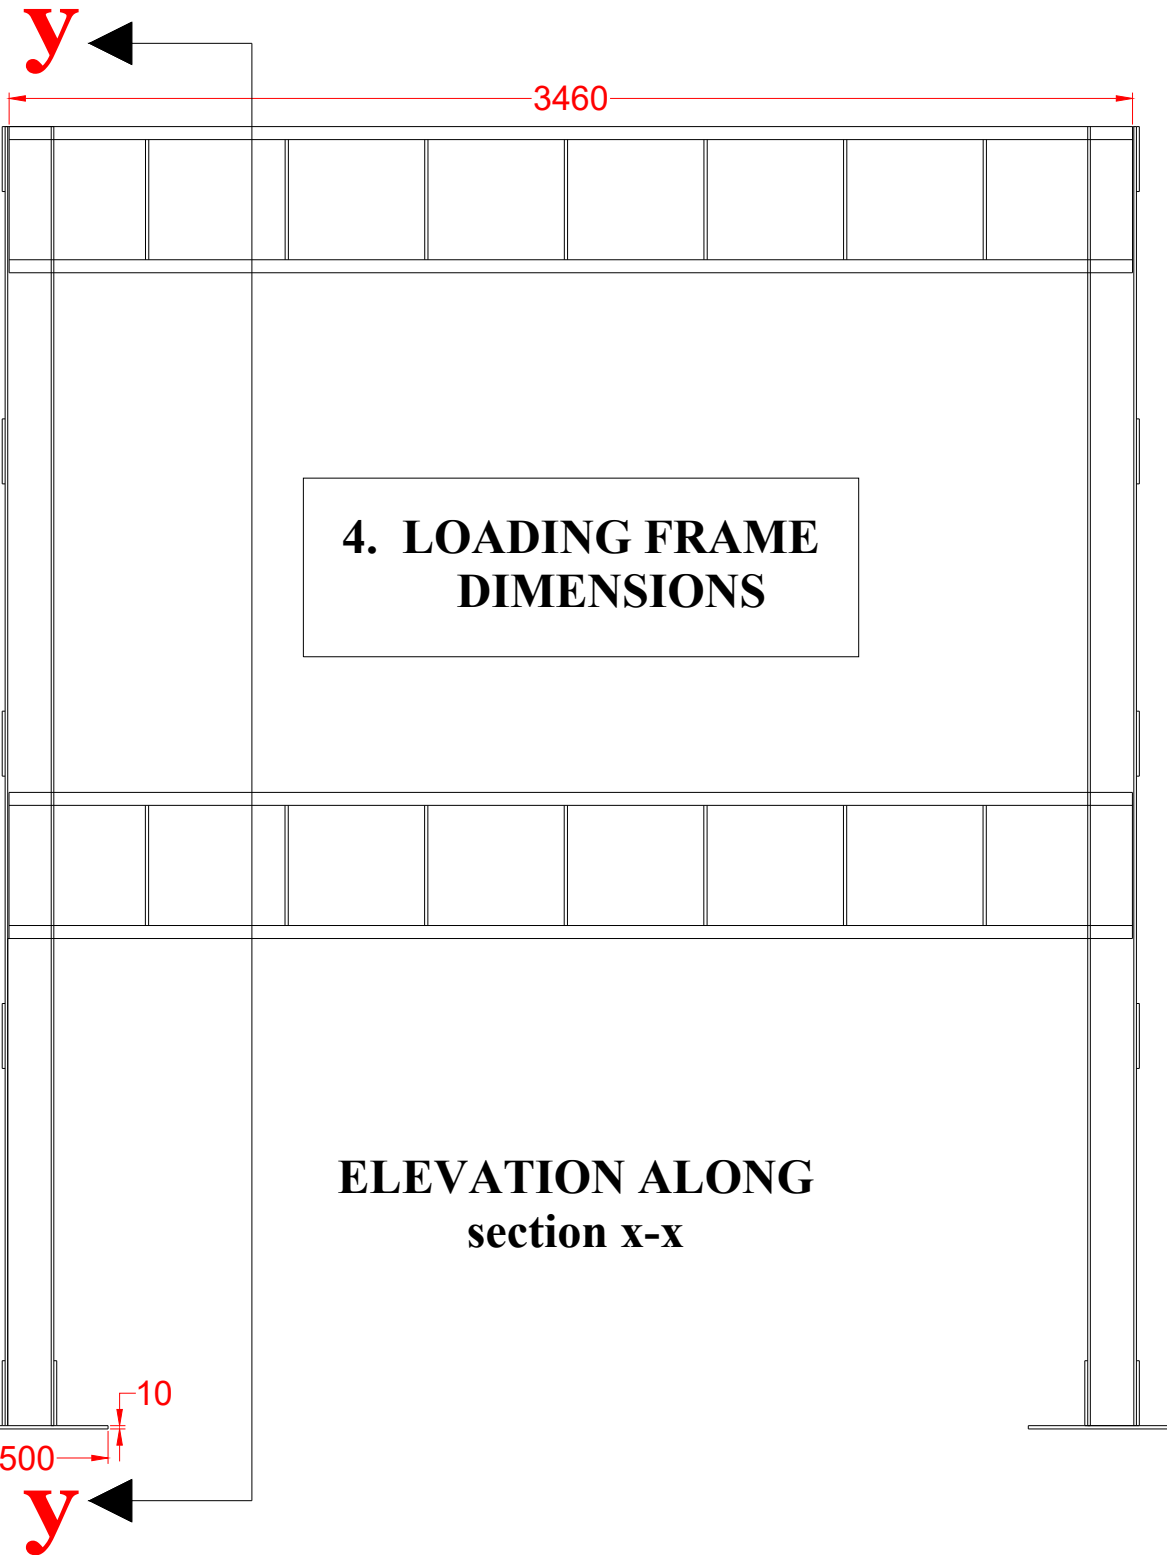 y
3460
4. LOADING FRAME
DIMENSIONS
ELEVATION ALONG
section x-x
10
500
y